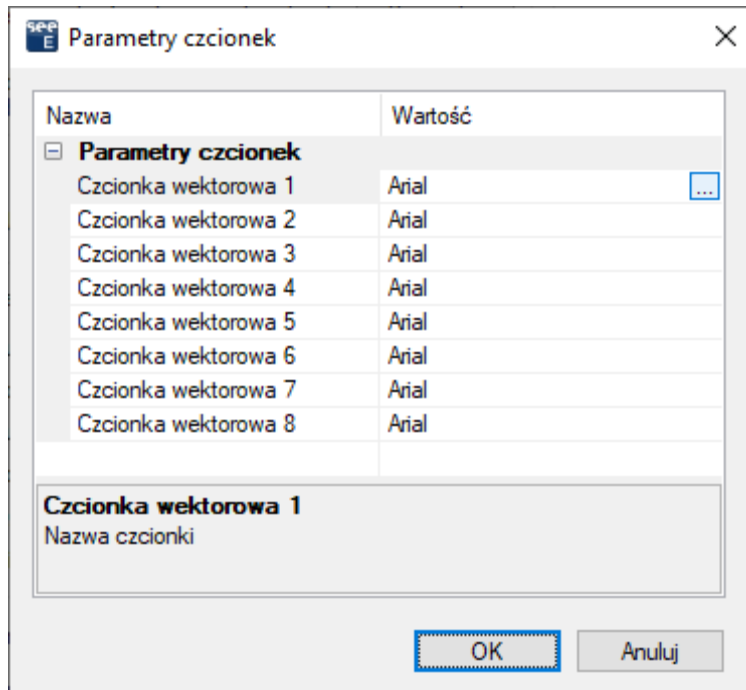 see
E
Parametry czcionek
Nazwa Wartość
Parametry czcionek
Czcionka wektorowa 1 Arial ...
Czcionka wektorowa 2 Arial
Czcionka wektorowa 3 Arial
Czcionka wektorowa 4 Arial
Czcionka wektorowa 5 Arial
Czcionka wektorowa 6 Arial
Czcionka wektorowa 7 Arial
Czcionka wektorowa 8 Arial
Czcionka wektorowa 1
Nazwa czcionki
OK Anuluj